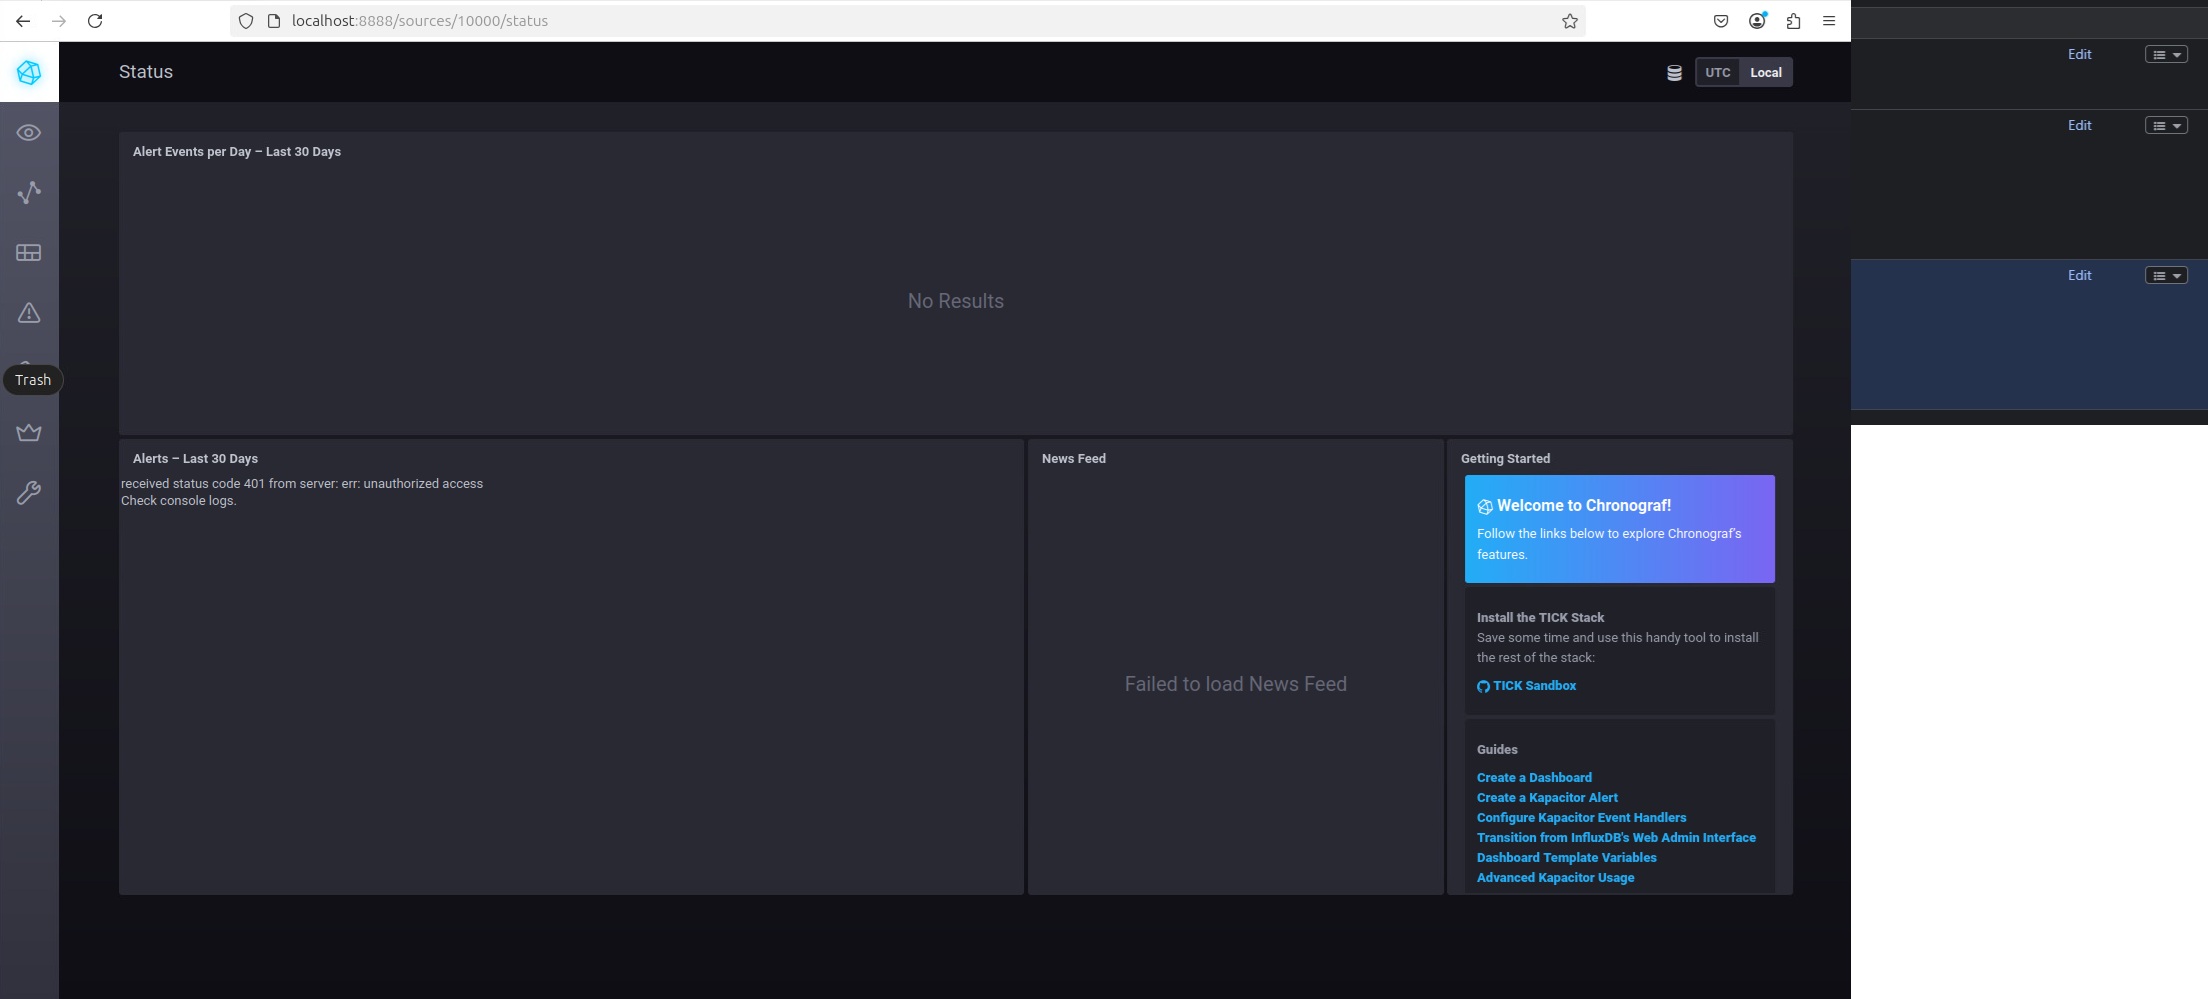 localhost:8888/sources/10000/status
Status
UTC Local
Edit
Edit
Edit
Trash
Alert Events per Day – Last 30 Days
No Results
Alerts – Last 30 Days
received status code 401 from server: err: unauthorized access
Check console logs.
News Feed
Failed to load News Feed
Getting Started
Welcome to Chronograf!
Follow the links below to explore Chronograf's
features.
Install the TICK Stack
Save some time and use this handy tool to install
the rest of the stack:
TICK Sandbox
Guides
Create a Dashboard
Create a Kapacitor Alert
Configure Kapacitor Event Handlers
Transition from InfluxDB's Web Admin Interface
Dashboard Template Variables
Advanced Kapacitor Usage